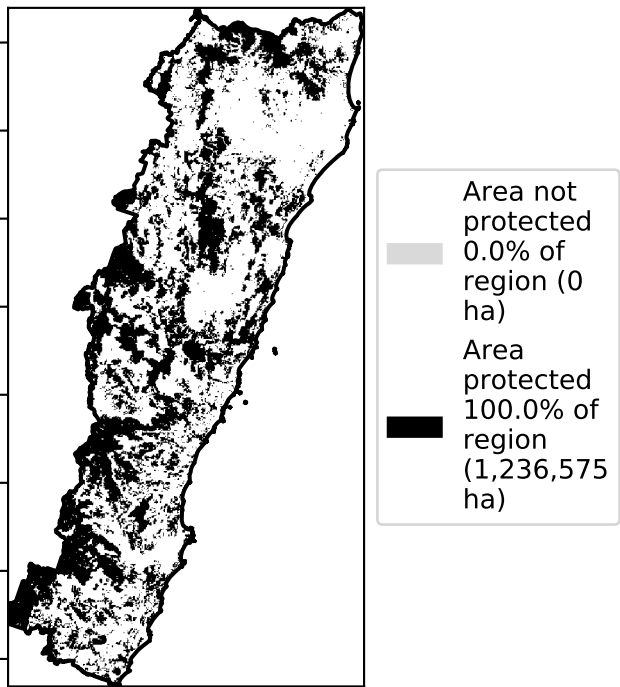 Area not
protected
0.0% of
region (0
ha)
Area
protected
100.0% of
region
(1,236,575
ha)